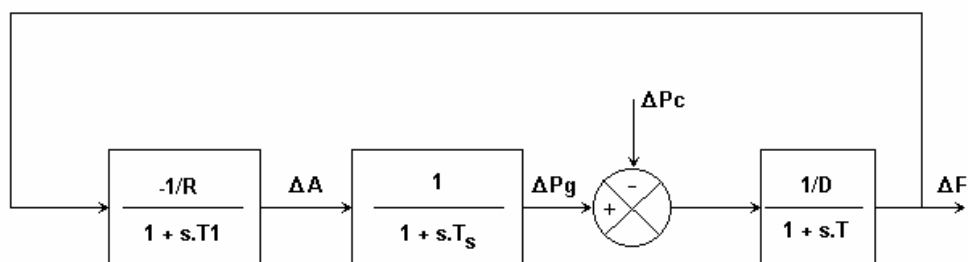 ΔPc
-1/R
1 + s.T1
ΔA
1
1 + s.Ts
ΔPg
+
-
1/D
1 + s.T
ΔF